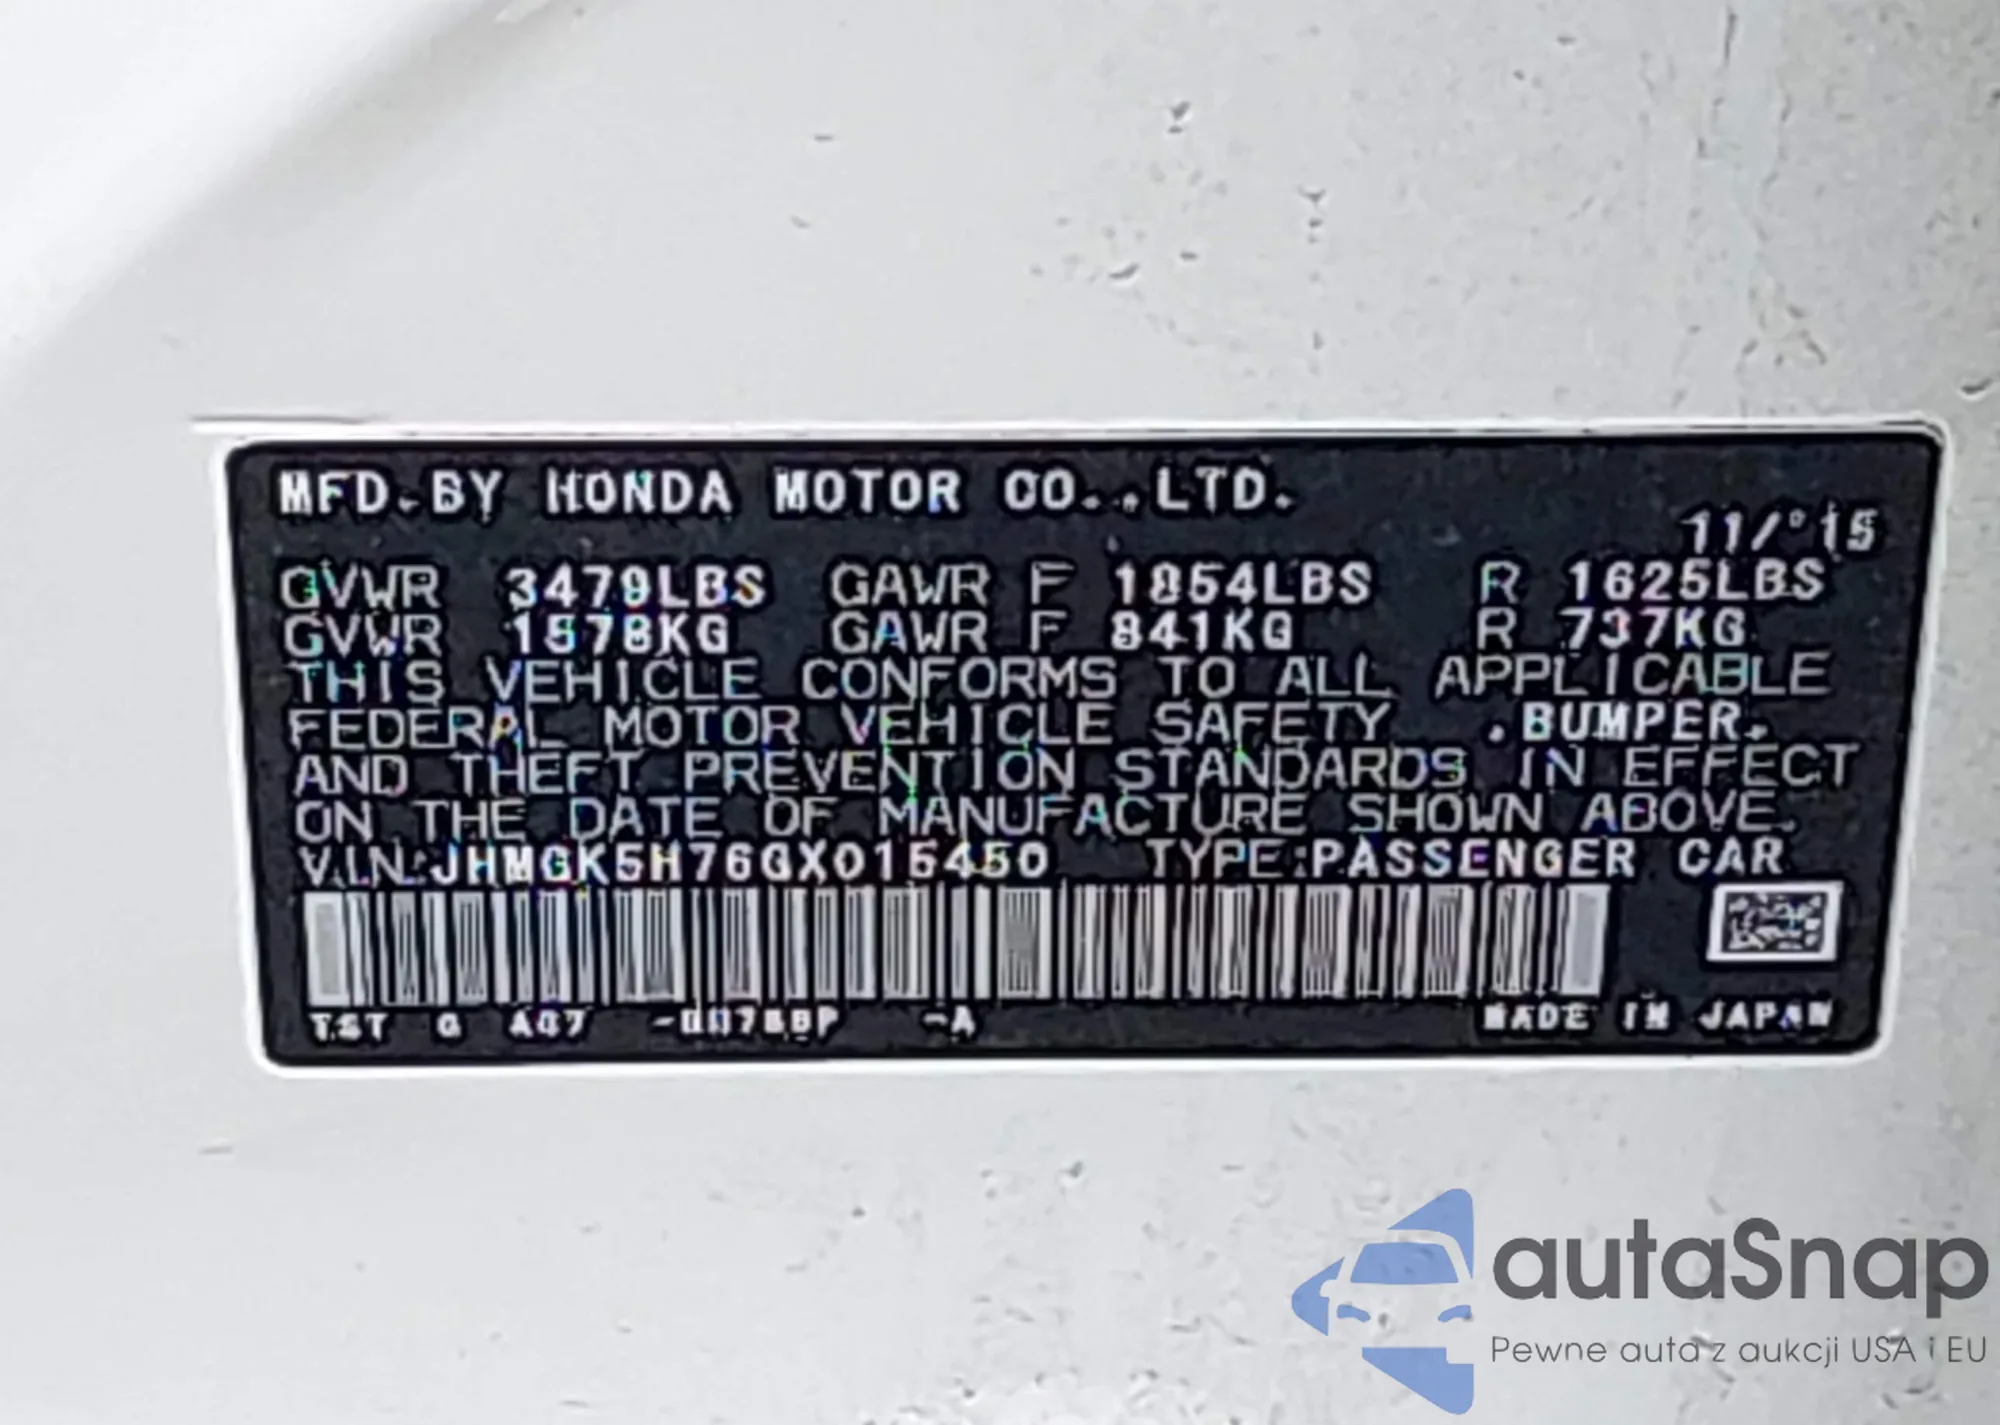 MFD.BY HONDA MOTOR CO.,LTD.
11/'15
GVWR 3479LBS GAWR F 1854LBS R 1625LBS
GVWR 1578KG GAWR F 841KG R 737KG
THIS VEHICLE CONFORMS TO ALL APPLICABLE
FEDERAL MOTOR VEHICLE SAFETY ,BUMPER,
AND THEFT PREVENTION STANDARDS IN EFFECT
ON THE DATE OF MANUFACTURE SHOWN ABOVE.
V.I.N.:JHMGK5H76GX015450 TYPE:PASSENGER CAR
MADE IN JAPAN
autaSnap
Pewne auta z aukcji USA i EU